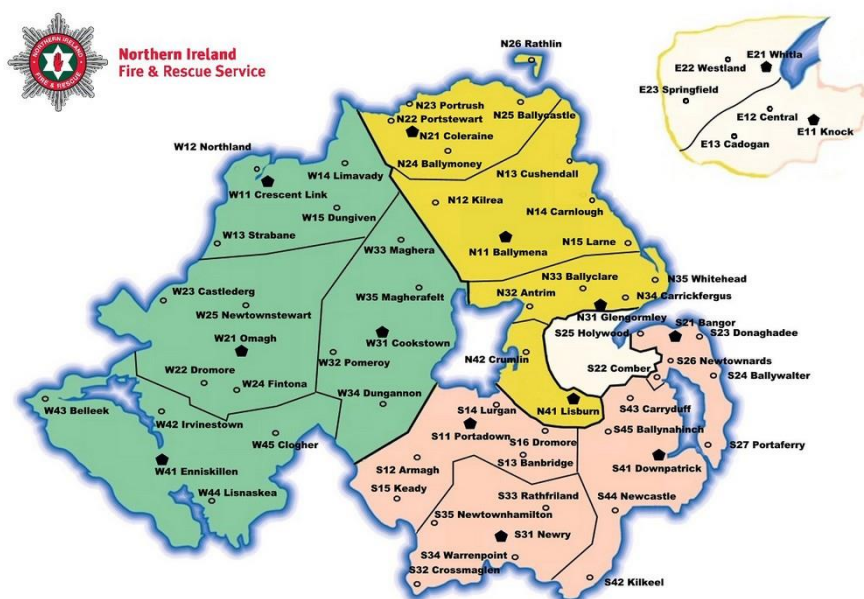 NORTHERN IRELAND
FIRE & RESCUE
Northern Ireland
Fire & Rescue Service
N26 Rathlin
E21 Whitla
E22 Westland
E23 Springfield
E12 Central
E11 Knock
E13 Cadogan
N23 Portrush
N22 Portstewart
N25 Ballycastle
N21 Coleraine
N24 Ballymoney
W12 Northland
W14 Limavady
W11 Crescent Link
N13 Cushendall
N12 Kilrea
N14 Carnlough
W15 Dungiven
W13 Strabane
W33 Maghera
N11 Ballymena
N15 Larne
N33 Ballyclare
N35 Whitehead
W23 Castlederg
W35 Magherafelt
N32 Antrim
N34 Carrickfergus
W25 Newtownstewart
N31 Glengormley
S21 Bangor
S25 Holywood
S23 Donaghadee
W21 Omagh
W31 Cookstown
W32 Pomeroy
N42 Crumlin
S26 Newtownards
W22 Dromore
S22 Comber
S24 Ballywalter
W24 Fintona
W43 Belleek
W34 Dungannon
S14 Lurgan
N41 Lisburn
S43 Carryduff
W42 Irvinestown
S11 Portadown
S16 Dromore
S45 Ballynahinch
W45 Clogher
S27 Portaferry
S13 Banbridge
S12 Armagh
S41 Downpatrick
W41 Enniskillen
S15 Keady
W44 Lisnaskea
S33 Rathfriland
S44 Newcastle
S35 Newtownhamilton
S31 Newry
S34 Warrenpoint
S32 Crossmaglen
S42 Kilkeel